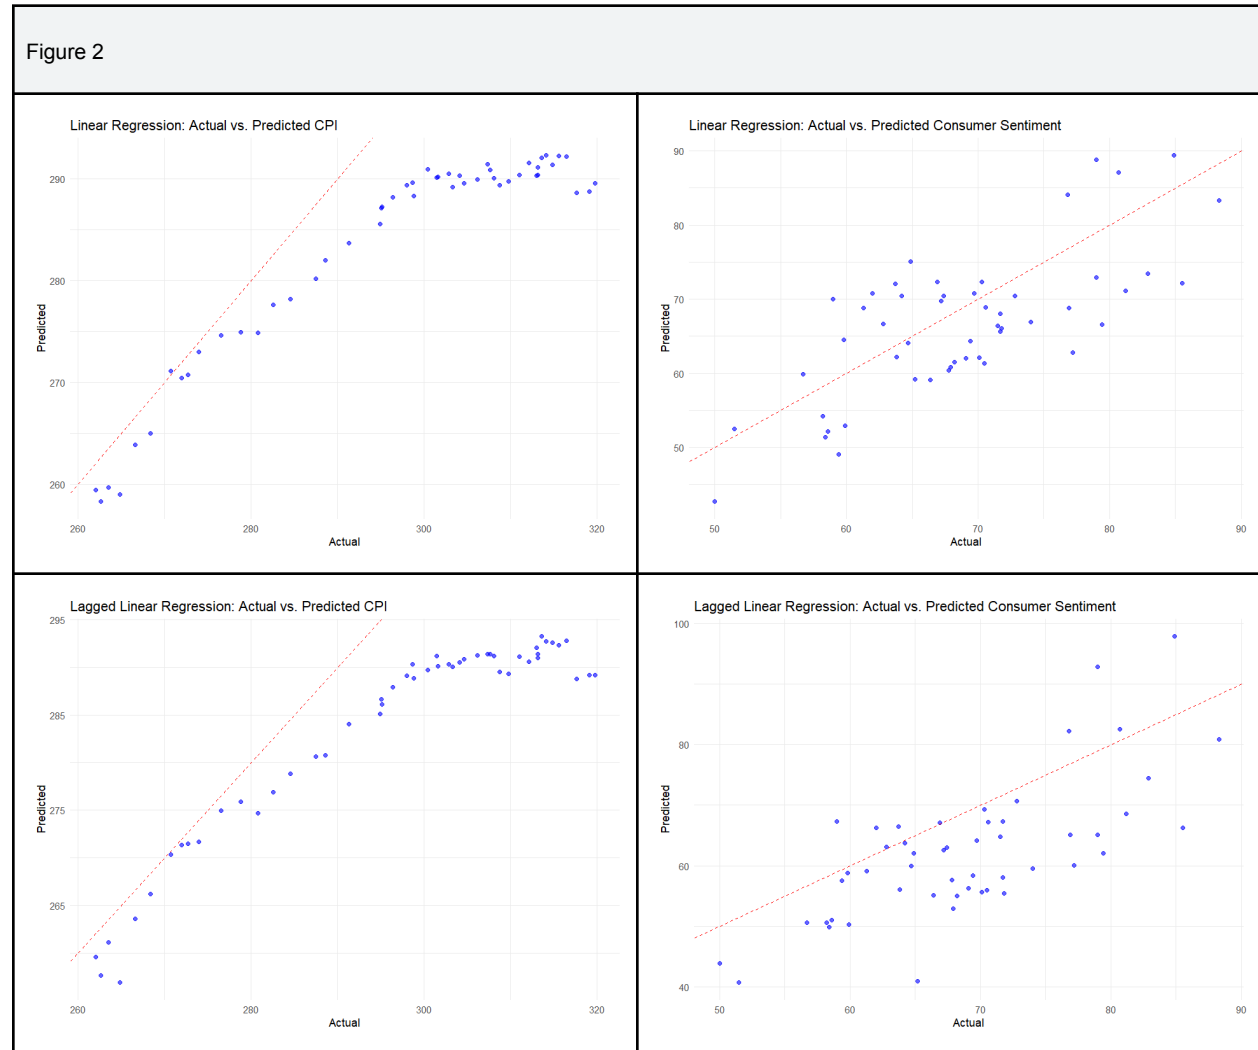 Figure 2
Linear Regression: Actual vs. Predicted CPI
290
280
270
260
Predicted
260 280 300 320
Actual
Linear Regression: Actual vs. Predicted Consumer Sentiment
90
80
70
60
50
Predicted
50 60 70 80 90
Actual
Lagged Linear Regression: Actual vs. Predicted CPI
295
285
275
265
Predicted
260 280 300 320
Actual
Lagged Linear Regression: Actual vs. Predicted Consumer Sentiment
100
80
60
40
Predicted
50 60 70 80 90
Actual